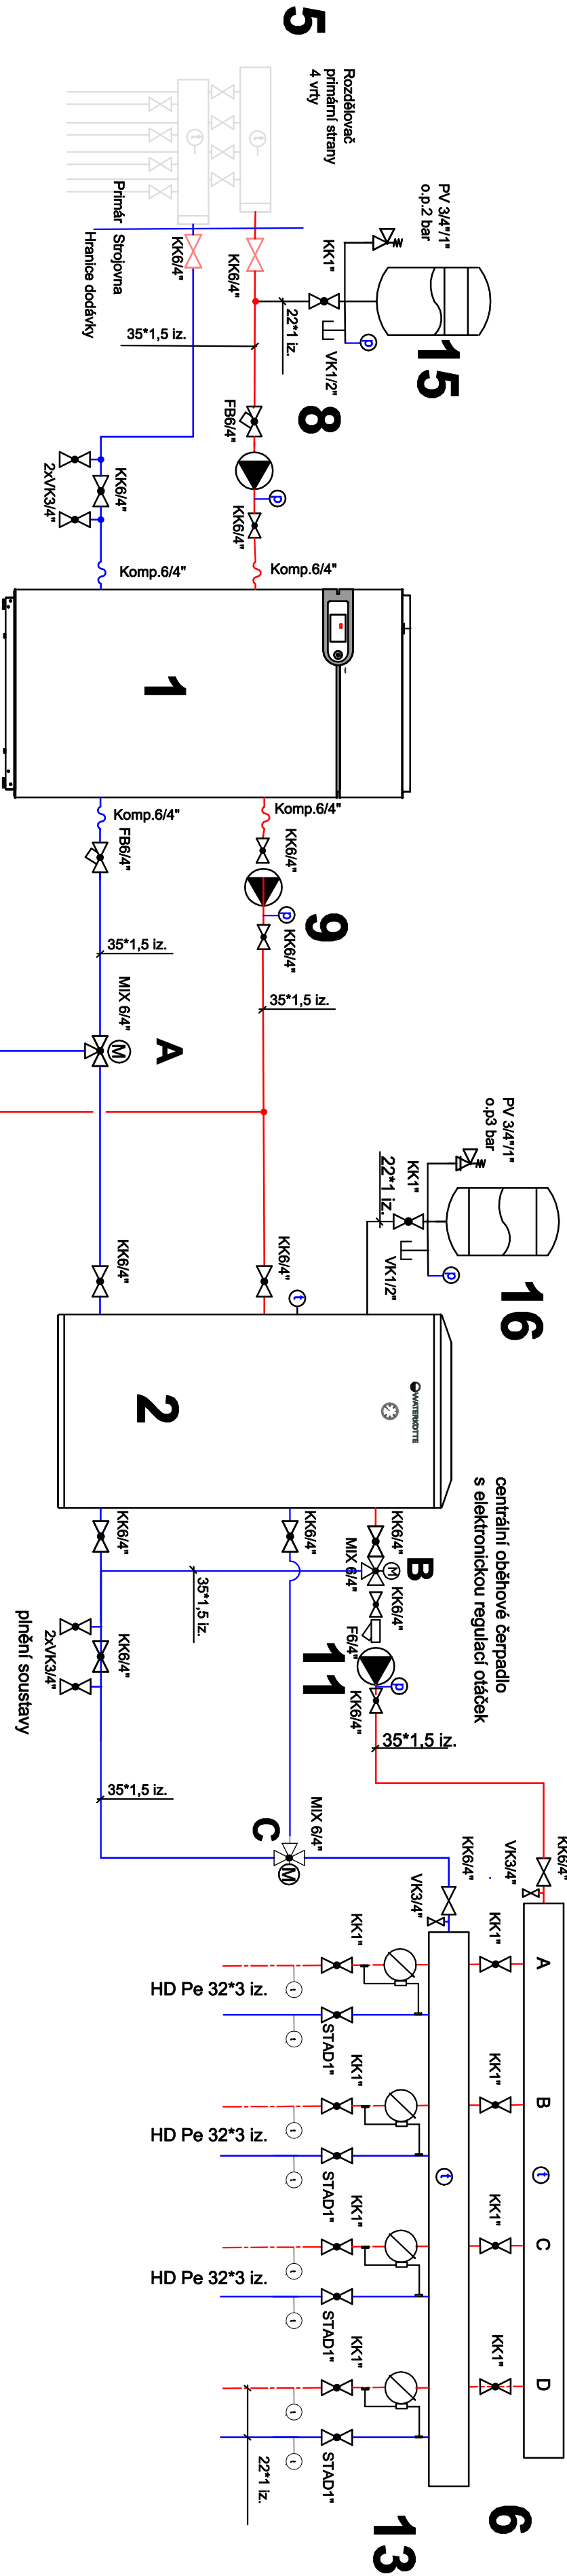 5
Rozdělovač
primární strany
4 vrty
Primár
Strojovna
Hranice dodávky
KK6/4"
KK6/4"
PV 3/4"/1"
o.p.2 bar
KK1"
22*1 iz.
VK1/2"
p
15
35*1,5 iz.
8
FB6/4"
p
KK6/4"
KK6/4"
2xVK3/4"
Komp.6/4"
Komp.6/4"
1
Komp.6/4"
Komp.6/4"
FB6/4"
KK6/4"
p
KK6/4"
9
35*1,5 iz.
35*1,5 iz.
MIX 6/4"
M
A
PV 3/4"/1"
o.p3 bar
KK1"
22*1 iz.
VK1/2"
p
16
KK6/4"
KK6/4"
t
2
WATERKOTTE
KK6/4"
KK6/4"
KK6/4"
MIX 6/4"
M
B
KK6/4"
F6/4"
11
p
KK6/4"
centrální oběhové čerpadlo
s elektronickou regulací otáček
35*1,5 iz.
KK6/4"
2xVK3/4"
plnění soustavy
35*1,5 iz.
35*1,5 iz.
C
MIX 6/4"
M
KK6/4"
VK3/4"
KK6/4"
VK3/4"
A
B
t
C
D
KK1"
KK1"
KK1"
KK1"
t
KK1"
t
HD Pe 32*3 iz.
STAD1"
t
KK1"
t
HD Pe 32*3 iz.
STAD1"
t
KK1"
t
HD Pe 32*3 iz.
STAD1"
t
KK1"
t
STAD1"
t
22*1 iz.
6
13